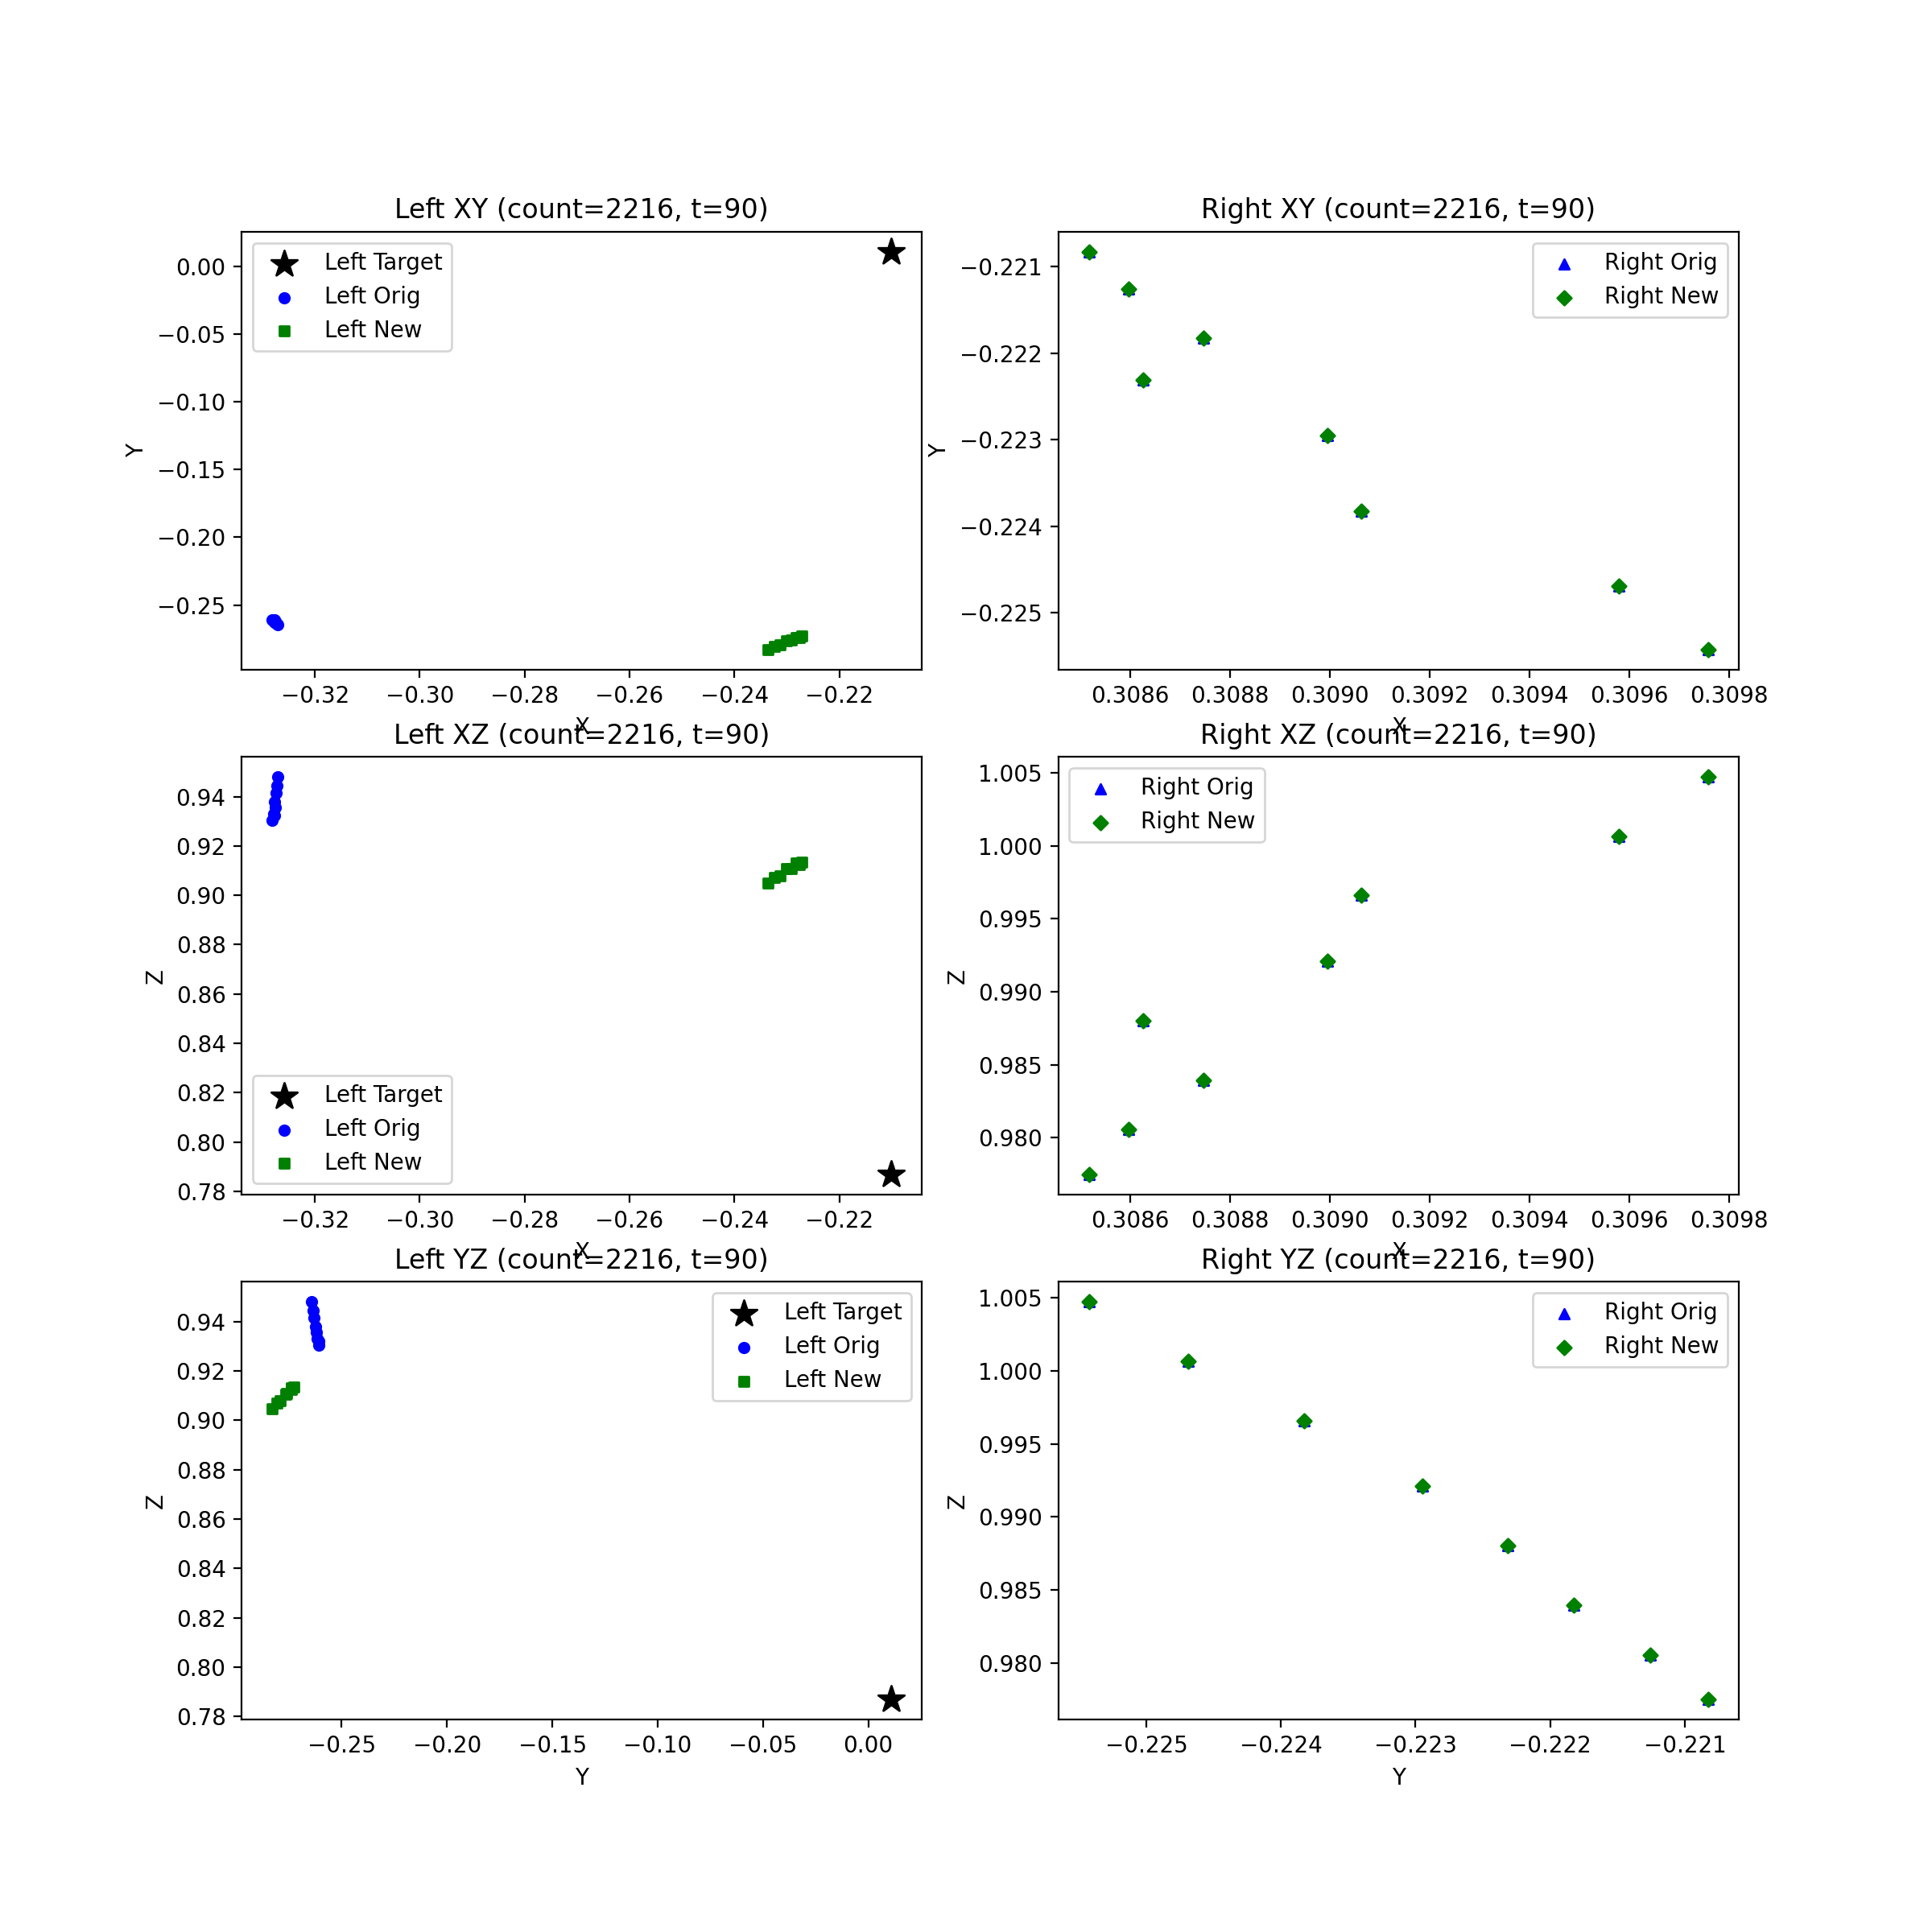 Left XY (count=2216, t=90)
Left Target
Left Orig
Left New
0.00
−0.05
−0.10
−0.15
−0.20
−0.25
Y
−0.32 −0.30 −0.28 −0.26 −0.24 −0.22
X
Right XY (count=2216, t=90)
Right Orig
Right New
−0.221
−0.222
−0.223
−0.224
−0.225
Y
0.3086 0.3088 0.3090 0.3092 0.3094 0.3096 0.3098
X
Left XZ (count=2216, t=90)
0.94
0.92
0.90
0.88
0.86
0.84
0.82
0.80
0.78
Z
Left Target
Left Orig
Left New
−0.32 −0.30 −0.28 −0.26 −0.24 −0.22
X
Right XZ (count=2216, t=90)
Right Orig
Right New
1.005
1.000
0.995
0.990
0.985
0.980
Z
0.3086 0.3088 0.3090 0.3092 0.3094 0.3096 0.3098
X
Left YZ (count=2216, t=90)
Left Target
Left Orig
Left New
0.94
0.92
0.90
0.88
0.86
0.84
0.82
0.80
0.78
Z
−0.25 −0.20 −0.15 −0.10 −0.05 0.00
Y
Right YZ (count=2216, t=90)
Right Orig
Right New
1.005
1.000
0.995
0.990
0.985
0.980
Z
−0.225 −0.224 −0.223 −0.222 −0.221
Y